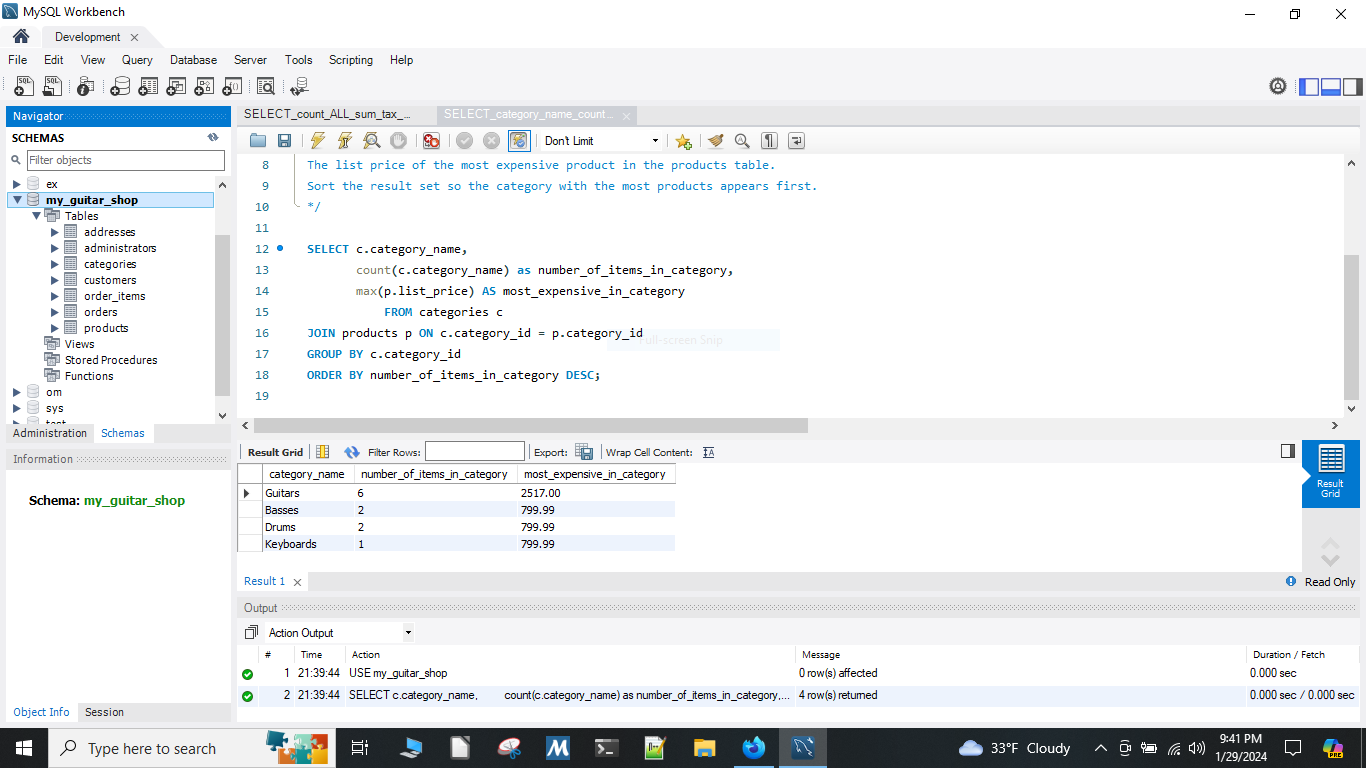 MySQL Workbench
Development
File Edit View Query Database Server Tools Scripting Help
Navigator
SCHEMAS
Filter objects
ex
my_guitar_shop
Tables
addresses
administrators
categories
customers
order_items
orders
products
Views
Stored Procedures
Functions
om
sys
test
Administration Schemas
Information
Schema: my_guitar_shop
Object Info Session
SELECT_count_ALL_sum_tax_... SELECT_category_name_count...
Don't Limit
8 The list price of the most expensive product in the products table.
9 Sort the result set so the category with the most products appears first.
10 */
11
12 SELECT c.category_name,
13 count(c.category_name) as number_of_items_in_category,
14 max(p.list_price) AS most_expensive_in_category
15 FROM categories c
16 JOIN products p ON c.category_id = p.category_id
Full-screen Snip
17 GROUP BY c.category_id
18 ORDER BY number_of_items_in_category DESC;
19
Result Grid Filter Rows: Export: Wrap Cell Content:
category_name number_of_items_in_category most_expensive_in_category
Guitars 6 2517.00
Basses 2 799.99
Drums 2 799.99
Keyboards 1 799.99
Result Grid
Result 1
Read Only
Output
Action Output
# Time Action Message Duration / Fetch
1 21:39:44 USE my_guitar_shop 0 row(s) affected 0.000 sec
2 21:39:44 SELECT c.category_name, count(c.category_name) as number_of_items_in_category,... 4 row(s) returned 0.000 sec / 0.000 sec
Type here to search
33°F Cloudy
9:41 PM
1/29/2024